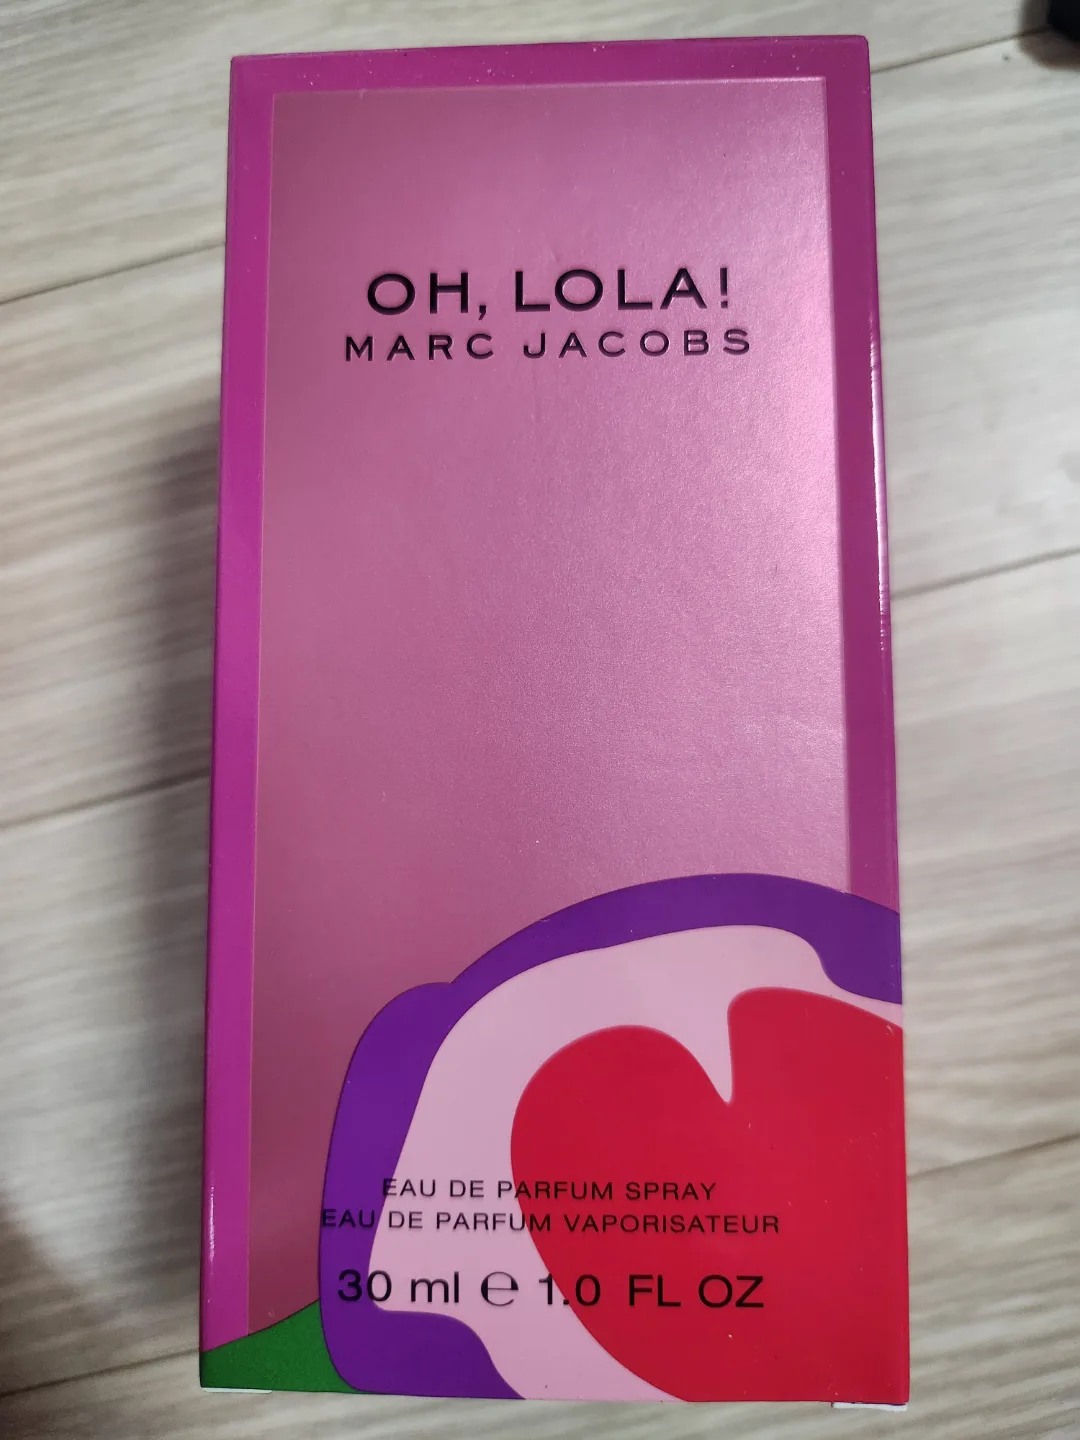 OH, LOLA!
MARC JACOBS
EAU DE PARFUM SPRAY
EAU DE PARFUM VAPORISATEUR
30 ml ℮ 1.0 FL OZ